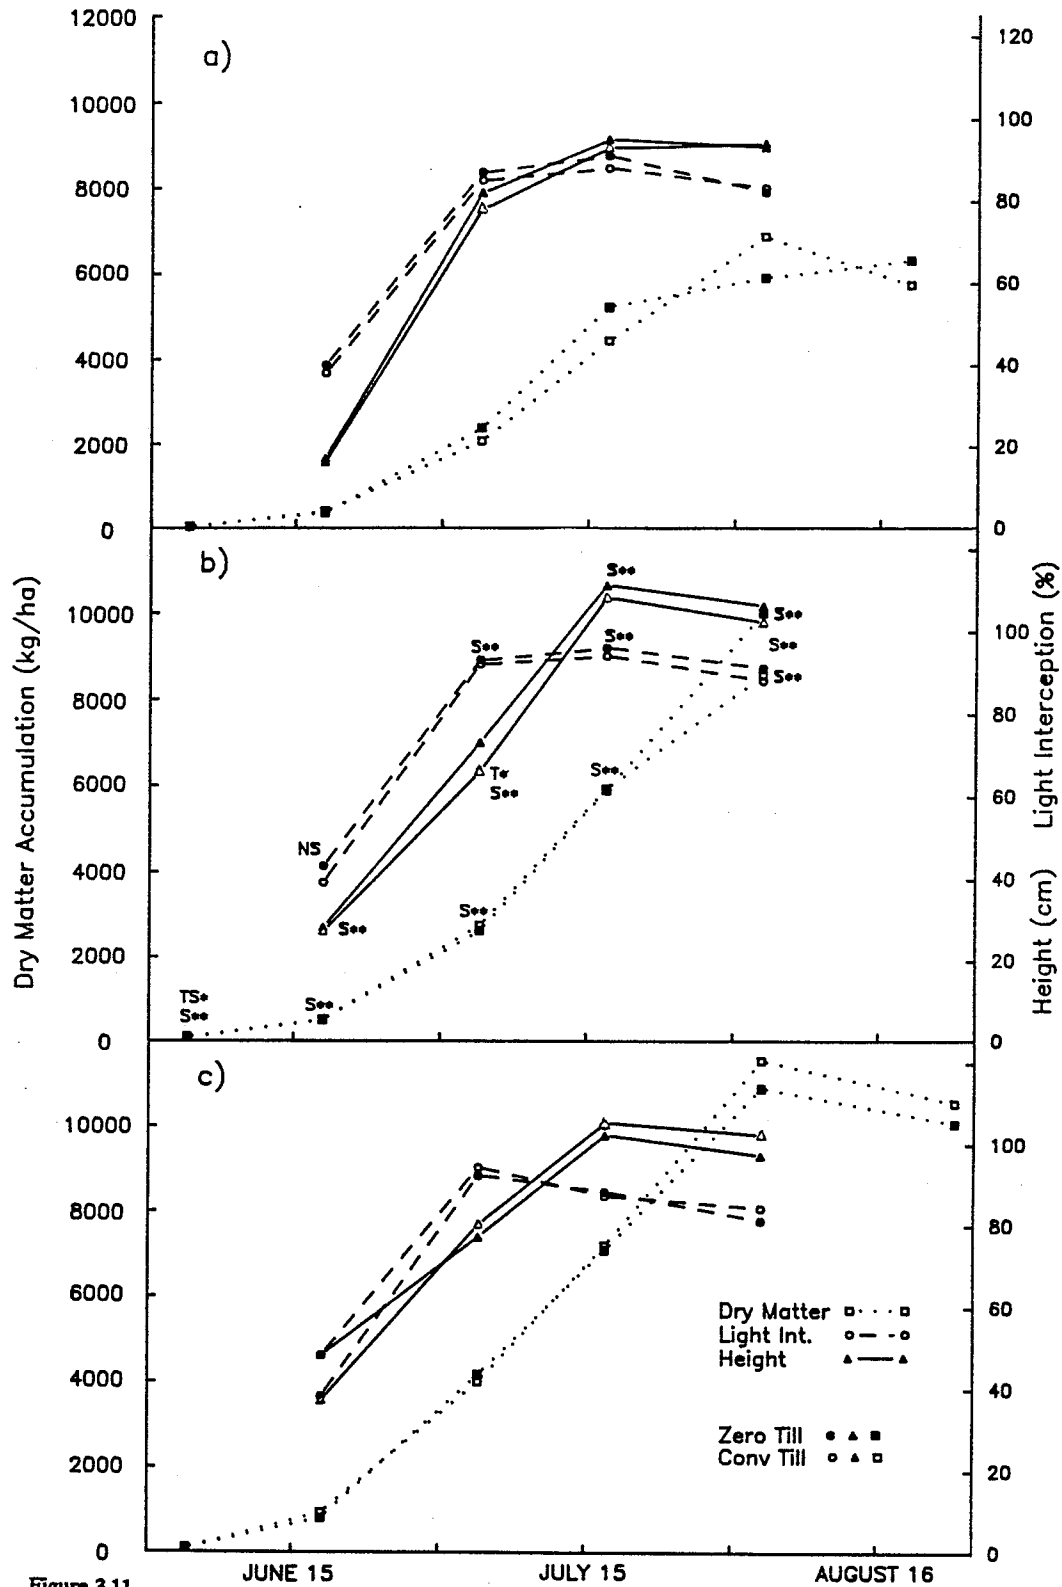 12000
10000
8000
6000
4000
2000
0
120
100
80
60
40
20
0
a)
b)
10000
8000
6000
4000
2000
0
100
80
60
40
20
0
S**
S**
S**
S**
S**
S**
T*
S**
S**
NS
S**
S**
TS*
S**
S**
Dry Matter Accumulation (kg/ha)
Height (cm) Light Interception (%)
c)
10000
8000
6000
4000
2000
0
100
80
60
40
20
0
Dry Matter
Light Int.
Height
Zero Till
Conv Till
JUNE 15 JULY 15 AUGUST 16
Figure 3.11